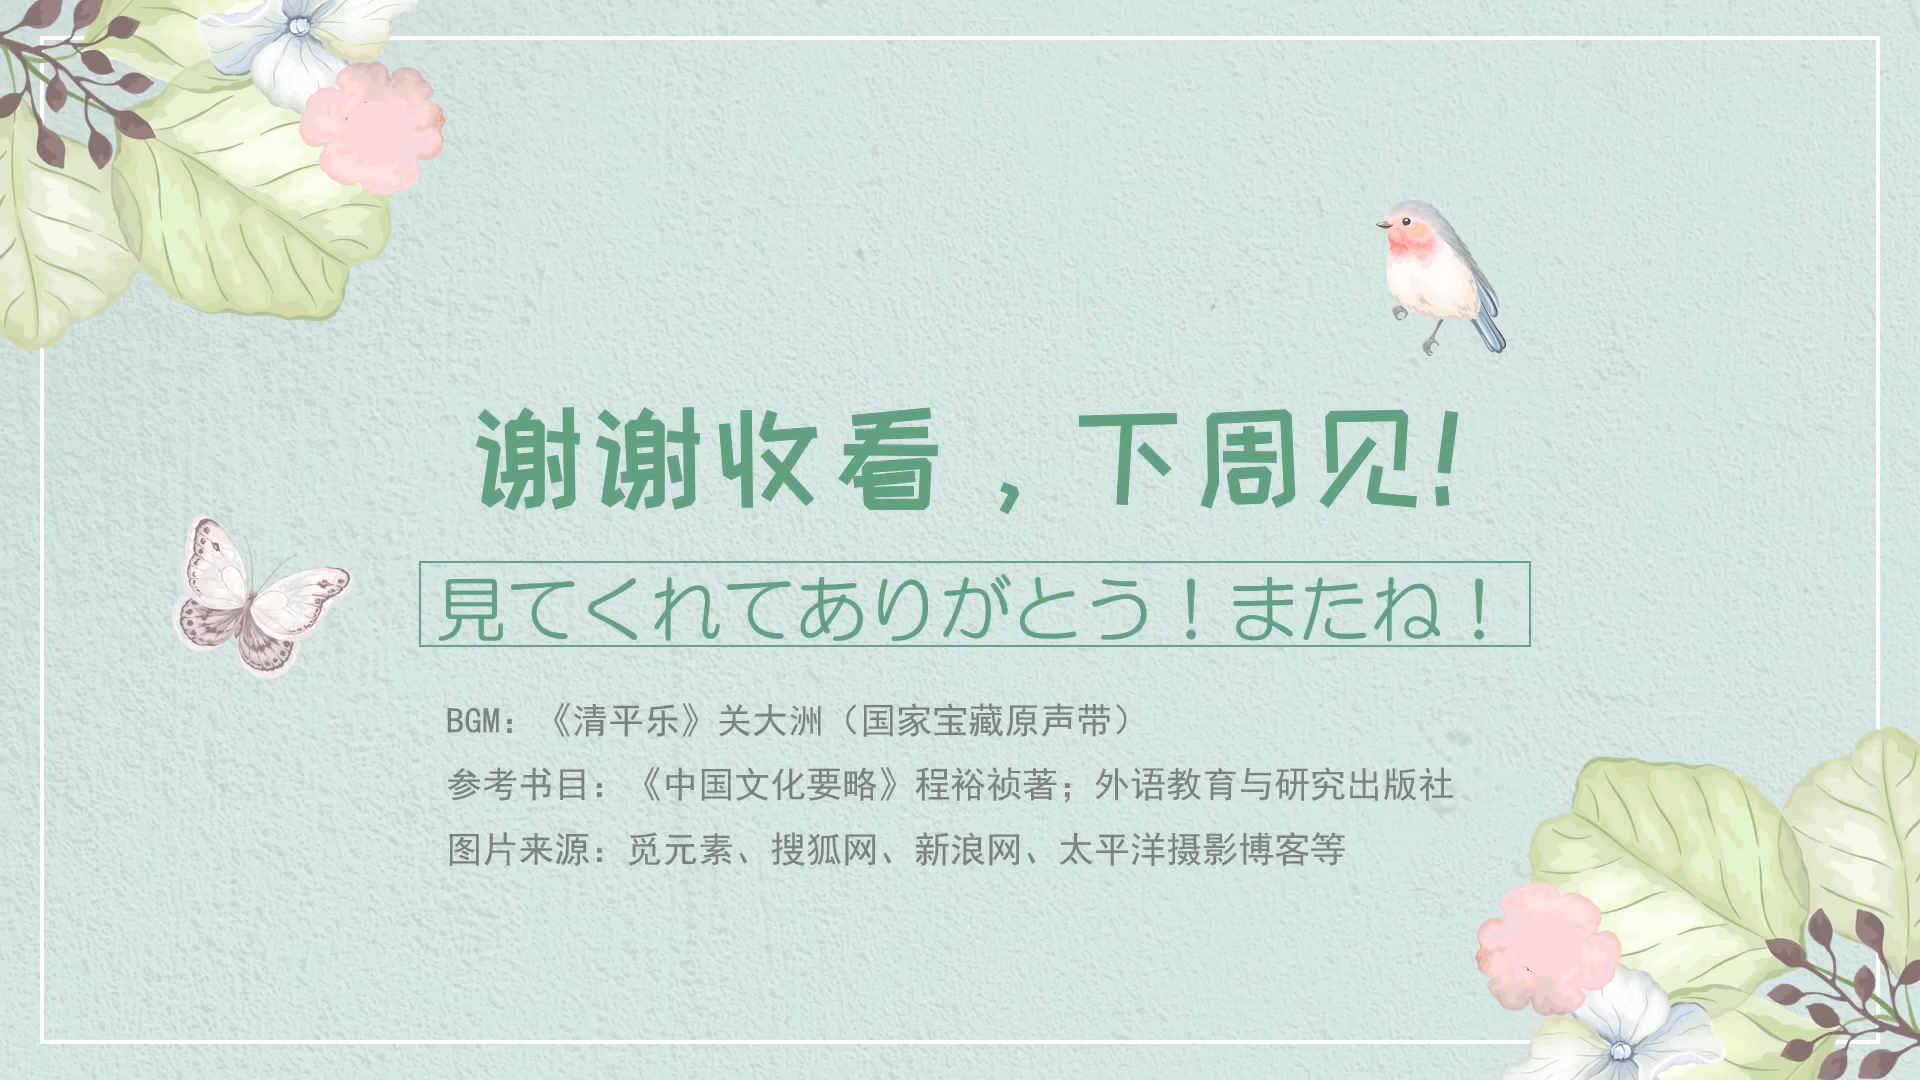 谢谢收看，下周见！
見てくれてありがとう！またね！
BGM：《清平乐》关大洲（国家宝藏原声带）
参考书目：《中国文化要略》程裕祯著；外语教育与研究出版社
图片来源：觅元素、搜狐网、新浪网、太平洋摄影博客等